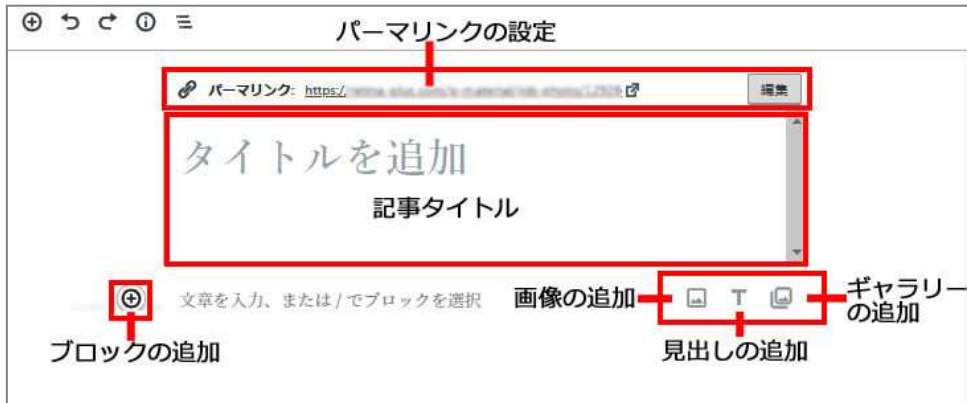 パーマリンクの設定
パーマリンク: https:/
編集
タイトルを追加
記事タイトル
文章を入力、または / でブロックを選択
画像の追加
T
ギャラリー
の追加
ブロックの追加
見出しの追加